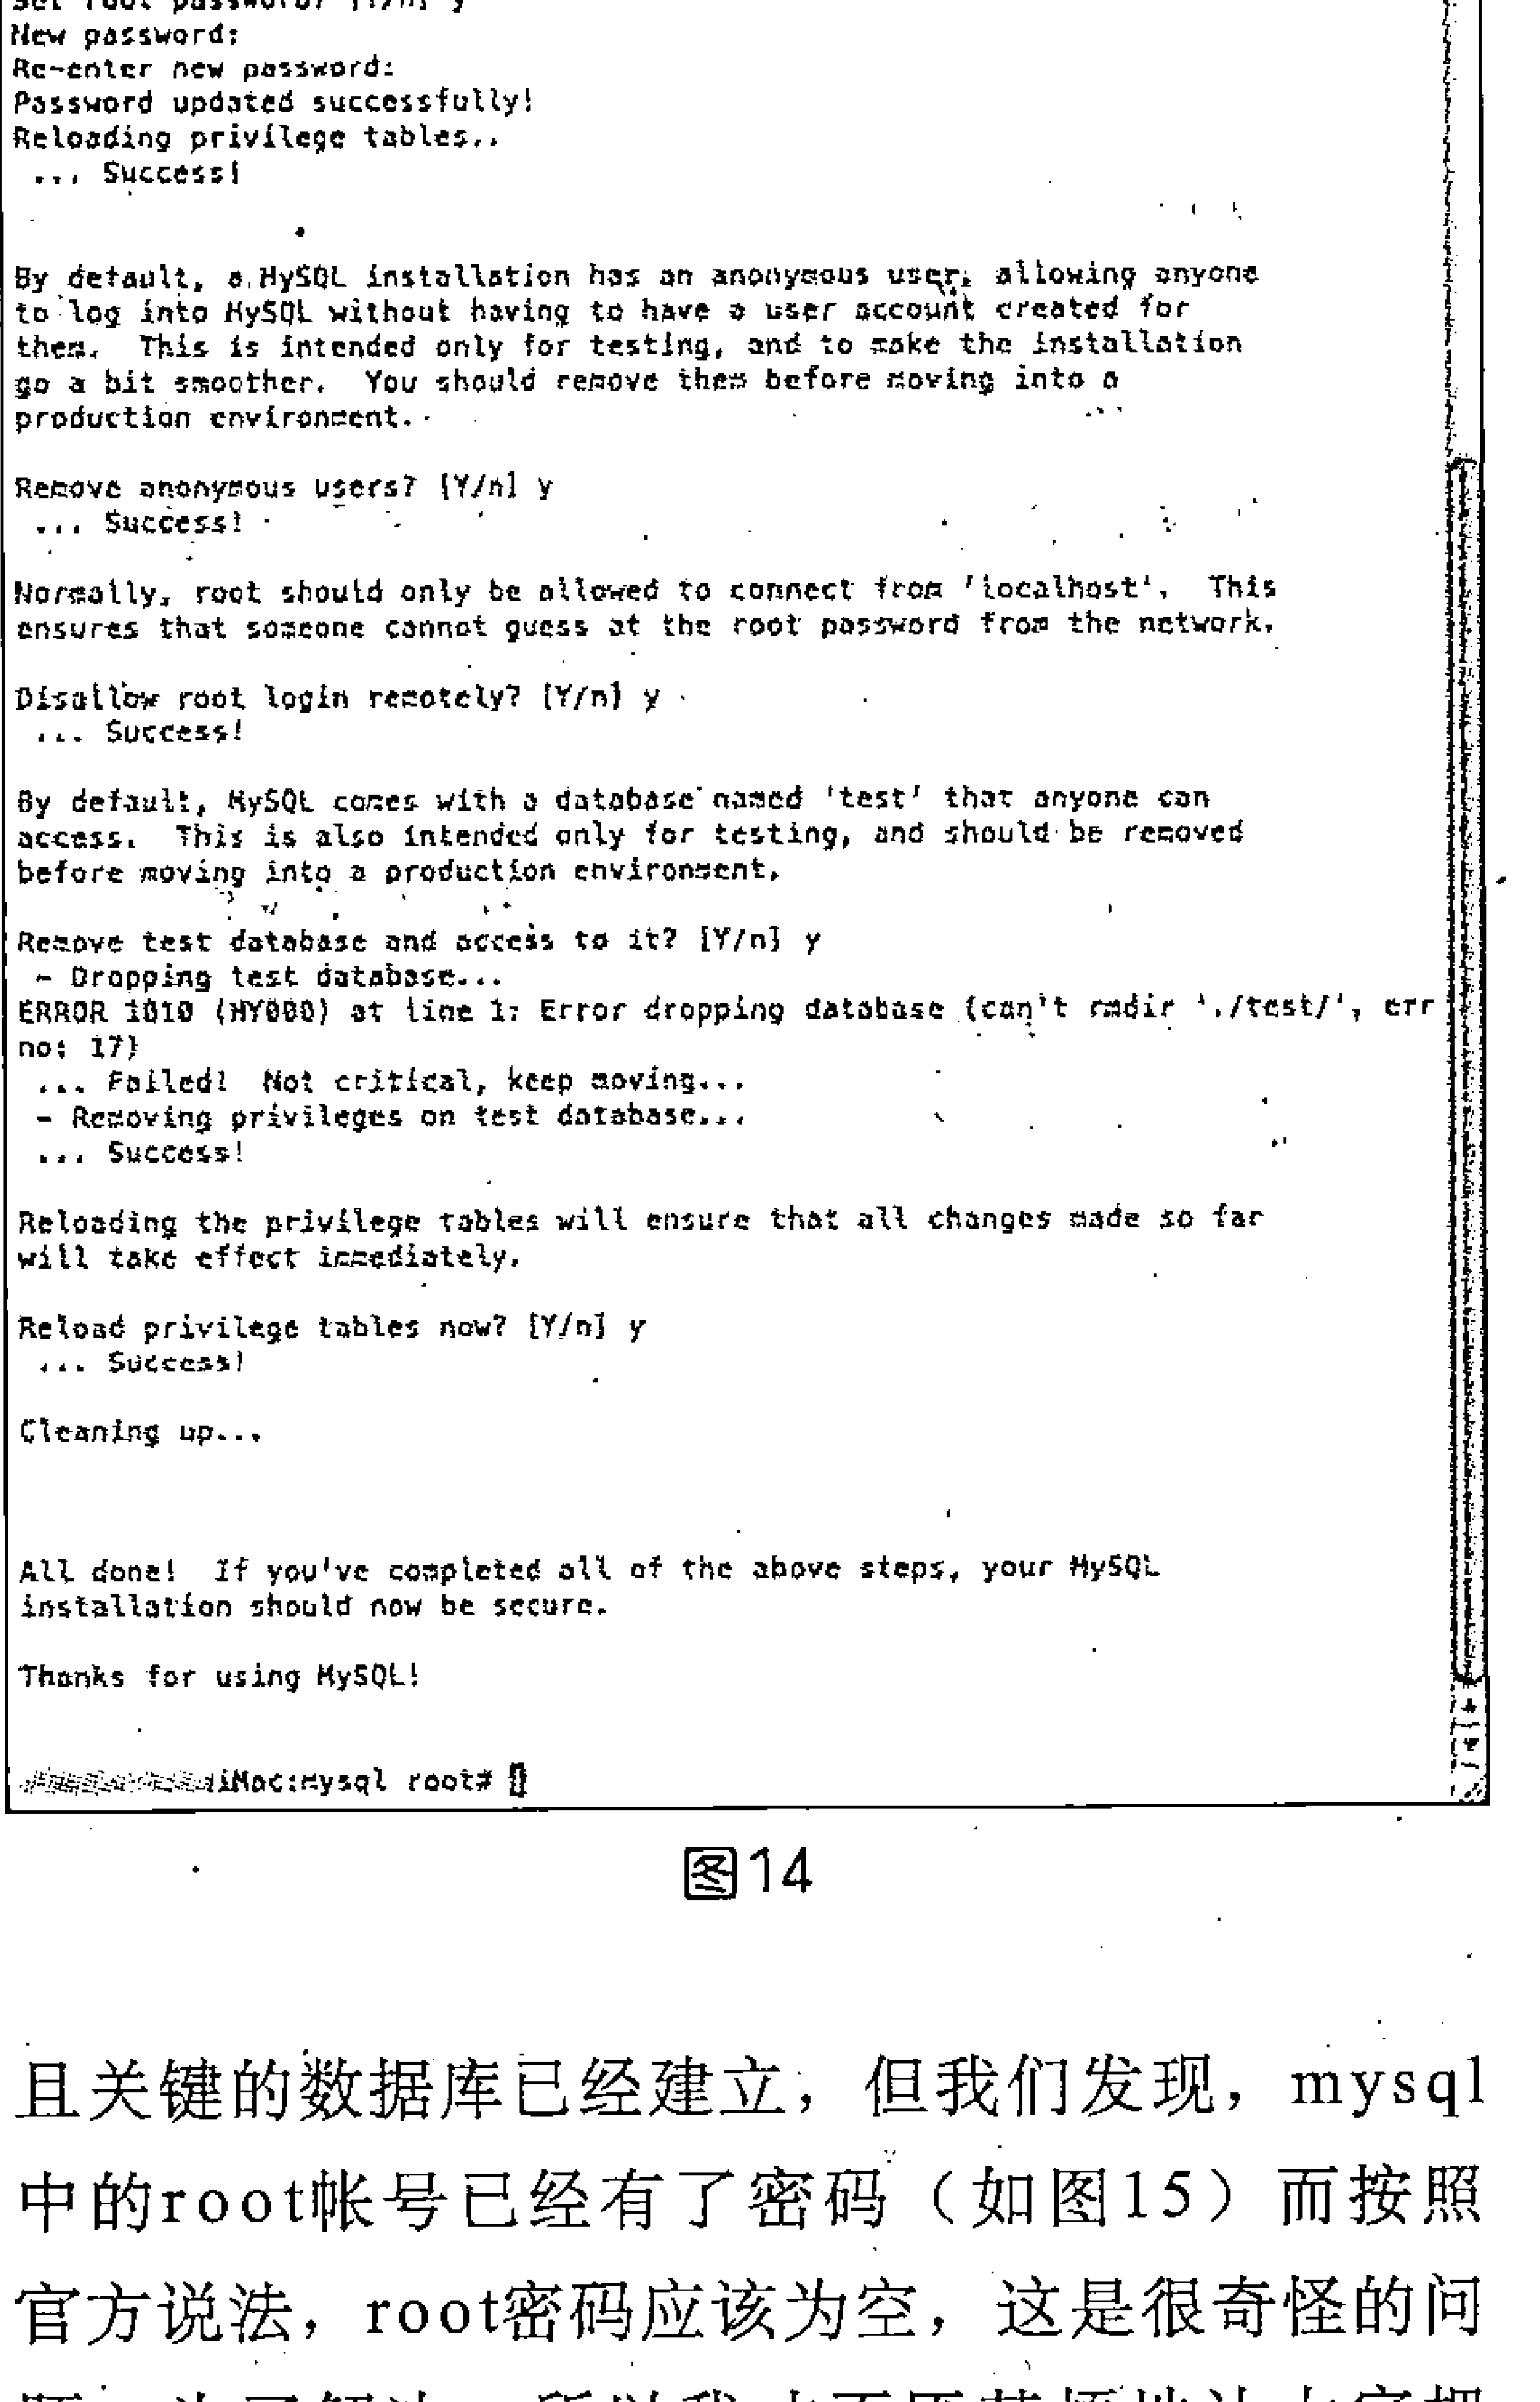 Set root password? [Y/n] y
New password:
Re-enter new password:
Password updated successfully!
Reloading privilege tables..
... Success!
By default, a MySQL installation has an anonymous user, allowing anyone
to log into MySQL without having to have a user account created for
them.  This is intended only for testing, and to make the installation
go a bit smoother.  You should remove them before moving into a
production environment.
Remove anonymous users? [Y/n] y
... Success!
Normally, root should only be allowed to connect from 'localhost'.  This
ensures that someone cannot guess at the root password from the network.
Disallow root login remotely? [Y/n] y
... Success!
By default, MySQL comes with a database named 'test' that anyone can
access.  This is also intended only for testing, and should be removed
before moving into a production environment.
Remove test database and access to it? [Y/n] y
- Dropping test database...
ERROR 1010 (HY000) at line 1: Error dropping database (can't rmdir './test/', err
no: 17)
... Failed!  Not critical, keep moving...
- Removing privileges on test database...
... Success!
Reloading the privilege tables will ensure that all changes made so far
will take effect immediately.
Reload privilege tables now? [Y/n] y
... Success!
Cleaning up...
All done!  If you've completed all of the above steps, your MySQL
installation should now be secure.
Thanks for using MySQL!
iMac:mysql root#
图14
且关键的数据库已经建立，但我们发现，mysql
中的root帐号已经有了密码（如图15）而按照
官方说法，root密码应该为空，这是很奇怪的问